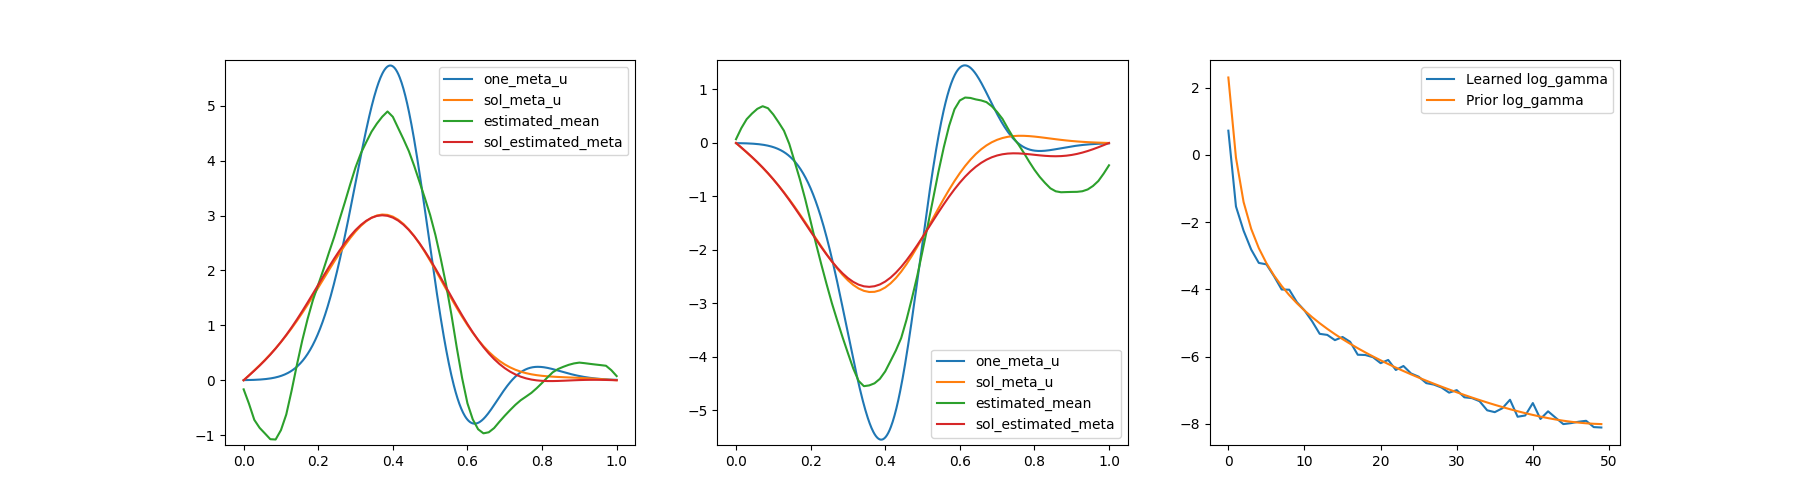 one_meta_u
sol_meta_u
estimated_mean
sol_estimated_meta
5
4
3
2
1
0
−1
0.0 0.2 0.4 0.6 0.8 1.0
one_meta_u
sol_meta_u
estimated_mean
sol_estimated_meta
1
0
−1
−2
−3
−4
−5
0.0 0.2 0.4 0.6 0.8 1.0
Learned log_gamma
Prior log_gamma
2
0
−2
−4
−6
−8
0 10 20 30 40 50